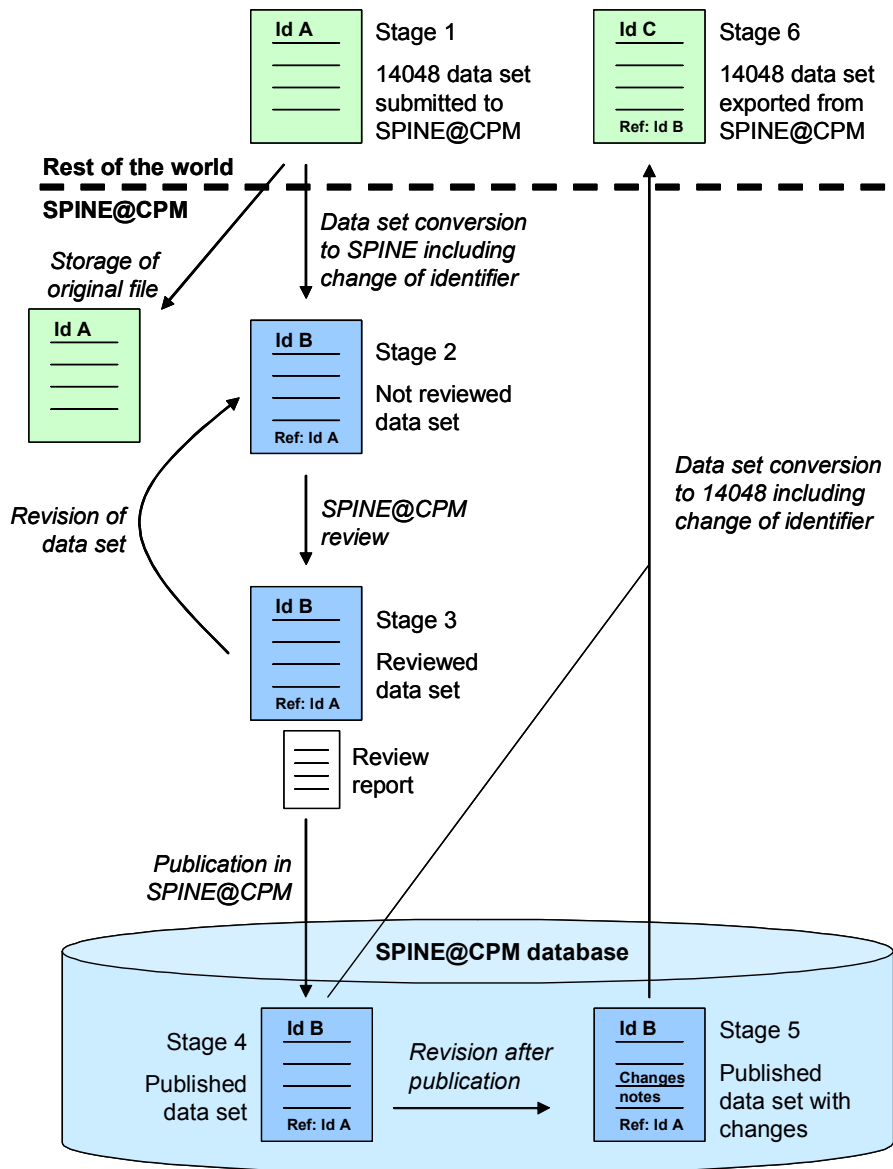 Id A
Stage 1
14048 data set
submitted to
SPINE@CPM
Id C
Ref: Id B
Stage 6
14048 data set
exported from
SPINE@CPM
Rest of the world
SPINE@CPM
Storage of
original file
Data set conversion
to SPINE including
change of identifier
Id A
Id B
Ref: Id A
Stage 2
Not reviewed
data set
Revision of
data set
SPINE@CPM
review
Data set conversion
to 14048 including
change of identifier
Id B
Ref: Id A
Stage 3
Reviewed
data set
Review
report
Publication in
SPINE@CPM
SPINE@CPM database
Stage 4
Published
data set
Id B
Ref: Id A
Revision after
publication
Id B
Changes
notes
Ref: Id A
Stage 5
Published
data set with
changes